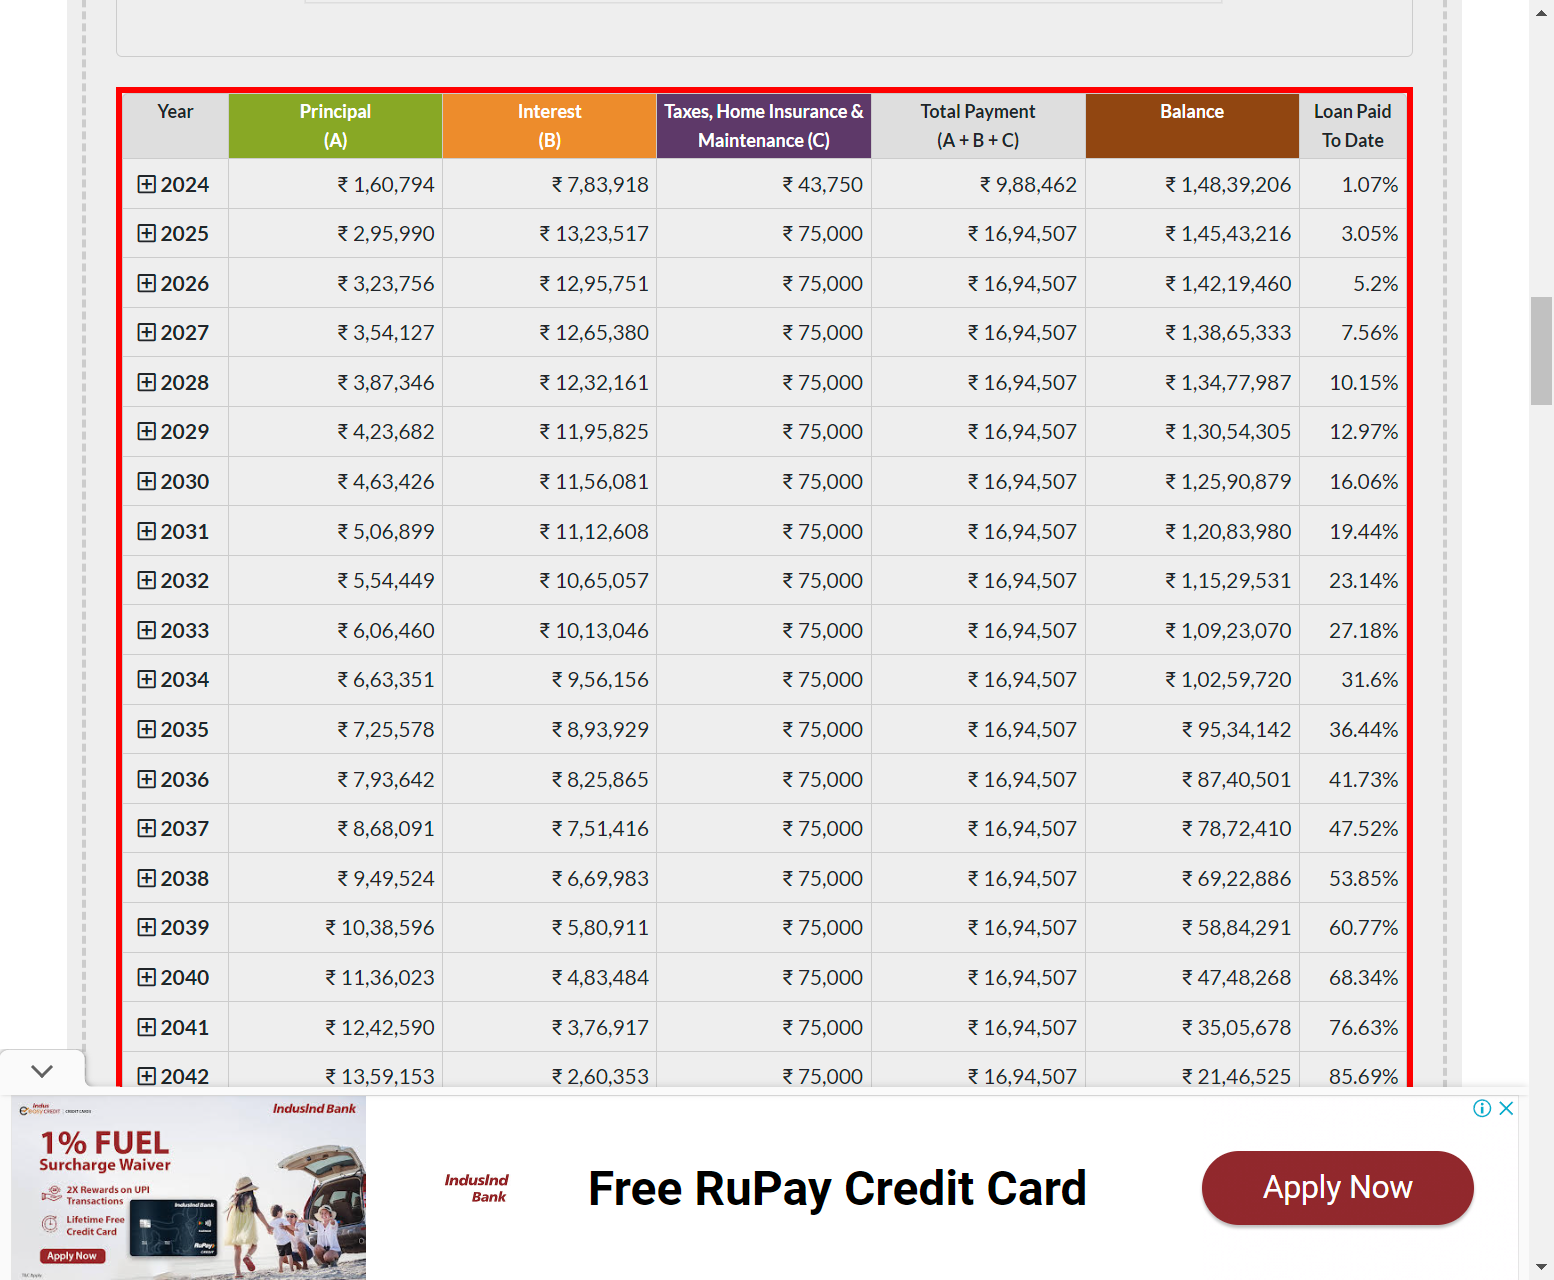 Year Principal (A) Interest (B) Taxes, Home Insurance & Maintenance (C) Total Payment (A + B + C) Balance Loan Paid To Date
2024 ₹ 1,60,794 ₹ 7,83,918 ₹ 43,750 ₹ 9,88,462 ₹ 1,48,39,206 1.07%
2025 ₹ 2,95,990 ₹ 13,23,517 ₹ 75,000 ₹ 16,94,507 ₹ 1,45,43,216 3.05%
2026 ₹ 3,23,756 ₹ 12,95,751 ₹ 75,000 ₹ 16,94,507 ₹ 1,42,19,460 5.2%
2027 ₹ 3,54,127 ₹ 12,65,380 ₹ 75,000 ₹ 16,94,507 ₹ 1,38,65,333 7.56%
2028 ₹ 3,87,346 ₹ 12,32,161 ₹ 75,000 ₹ 16,94,507 ₹ 1,34,77,987 10.15%
2029 ₹ 4,23,682 ₹ 11,95,825 ₹ 75,000 ₹ 16,94,507 ₹ 1,30,54,305 12.97%
2030 ₹ 4,63,426 ₹ 11,56,081 ₹ 75,000 ₹ 16,94,507 ₹ 1,25,90,879 16.06%
2031 ₹ 5,06,899 ₹ 11,12,608 ₹ 75,000 ₹ 16,94,507 ₹ 1,20,83,980 19.44%
2032 ₹ 5,54,449 ₹ 10,65,057 ₹ 75,000 ₹ 16,94,507 ₹ 1,15,29,531 23.14%
2033 ₹ 6,06,460 ₹ 10,13,046 ₹ 75,000 ₹ 16,94,507 ₹ 1,09,23,070 27.18%
2034 ₹ 6,63,351 ₹ 9,56,156 ₹ 75,000 ₹ 16,94,507 ₹ 1,02,59,720 31.6%
2035 ₹ 7,25,578 ₹ 8,93,929 ₹ 75,000 ₹ 16,94,507 ₹ 95,34,142 36.44%
2036 ₹ 7,93,642 ₹ 8,25,865 ₹ 75,000 ₹ 16,94,507 ₹ 87,40,501 41.73%
2037 ₹ 8,68,091 ₹ 7,51,416 ₹ 75,000 ₹ 16,94,507 ₹ 78,72,410 47.52%
2038 ₹ 9,49,524 ₹ 6,69,983 ₹ 75,000 ₹ 16,94,507 ₹ 69,22,886 53.85%
2039 ₹ 10,38,596 ₹ 5,80,911 ₹ 75,000 ₹ 16,94,507 ₹ 58,84,291 60.77%
2040 ₹ 11,36,023 ₹ 4,83,484 ₹ 75,000 ₹ 16,94,507 ₹ 47,48,268 68.34%
2041 ₹ 12,42,590 ₹ 3,76,917 ₹ 75,000 ₹ 16,94,507 ₹ 35,05,678 76.63%
2042 ₹ 13,59,153 ₹ 2,60,353 ₹ 75,000 ₹ 16,94,507 ₹ 21,46,525 85.69%
IndusInd Bank
1% FUEL
Surcharge Waiver
2X Rewards on UPI
Transactions
Lifetime Free
Credit Card
Apply Now
IndusInd Bank
RuPay
IndusInd
Bank
Free RuPay Credit Card
Apply Now